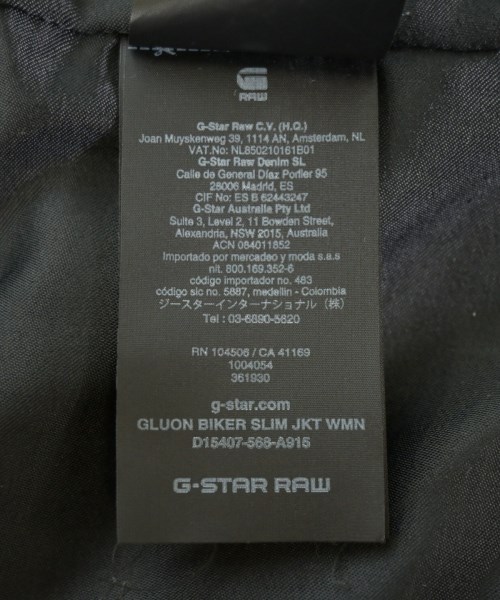 RAW
G-Star Raw C.V. (H.Q.)
Joan Muyskenweg 39, 1114 AN, Amsterdam, NL
VAT.No: NL850210161B01
G-Star Raw Denim SL
Calle de General Díaz Porlier 95
28006 Madrid, ES
CIF No: ES B 62443247
G-Star Australia Pty Ltd
Suite 3, Level 2, 11 Bowden Street,
Alexandria, NSW 2015, Australia
ACN 084011852
Importado por mercadeo y moda s.a.s
nit. 800.169.352-6
código importador no. 463
código sic no. 5887, medellin - Colombia
ジースターインターナショナル（株）
Tel : 03-6890-5620
RN 104506 / CA 41169
1004054
361930
g-star.com
GLUON BIKER SLIM JKT WMN
D15407-568-A915
G-STAR RAW